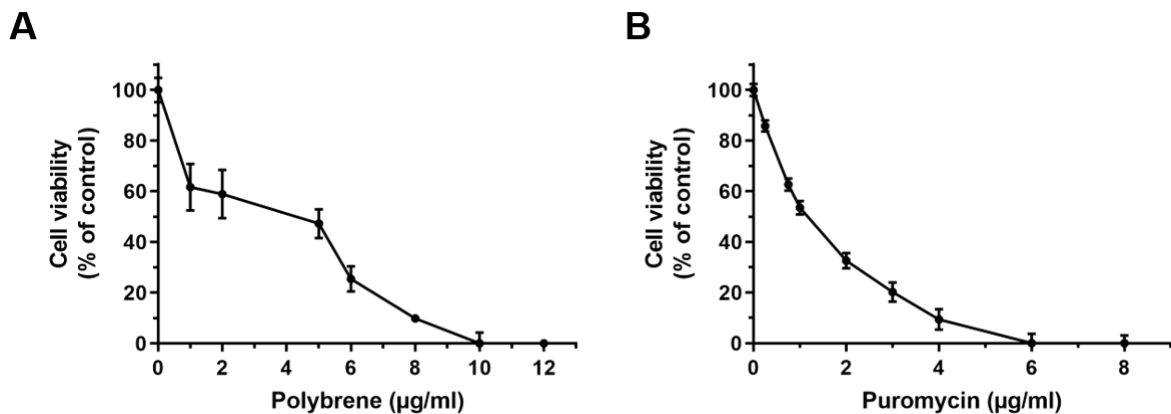 A
Cell viability
(% of control)
100
80
60
40
20
0
0 2 4 6 8 10 12
Polybrene (µg/ml)
B
Cell viability
(% of control)
100
80
60
40
20
0
0 2 4 6 8
Puromycin (µg/ml)